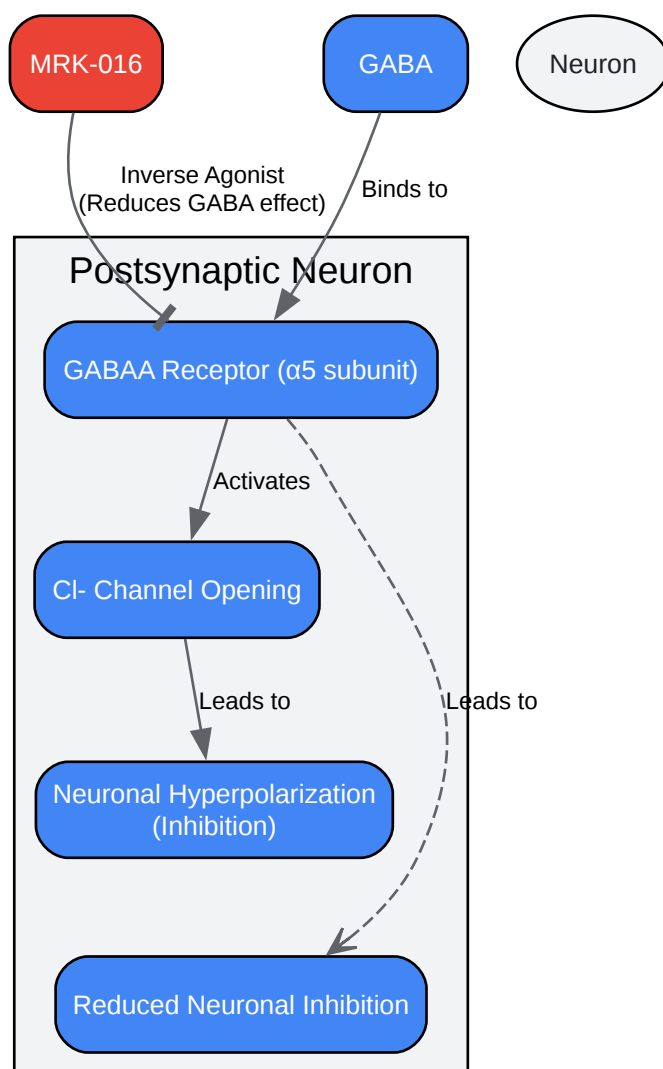 MRK-016
GABA
Neuron
Inverse Agonist
(Reduces GABA effect)
Binds to
Postsynaptic Neuron
GABAA Receptor (α5 subunit)
Activates
Cl- Channel Opening
Leads to
Leads to
Neuronal Hyperpolarization
(Inhibition)
Reduced Neuronal Inhibition